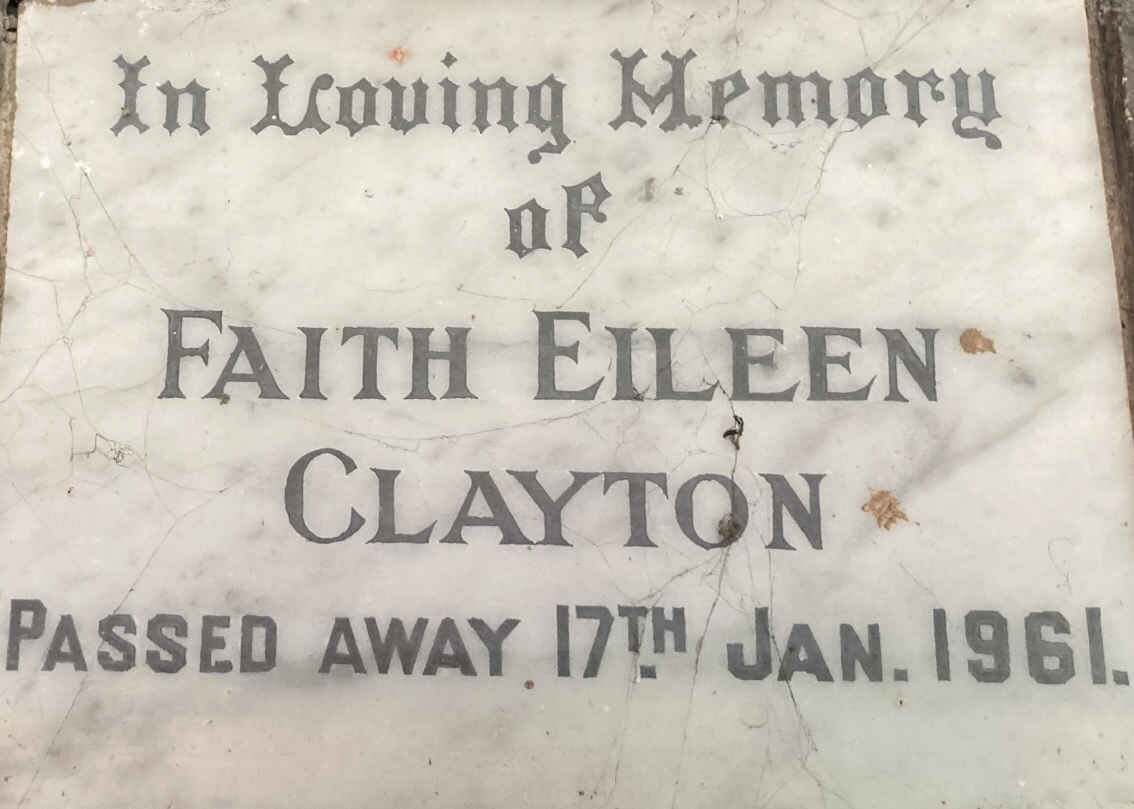 In Loving Memory
of
FAITH EILEEN
CLAYTON
PASSED AWAY 17TH. JAN. 1961.